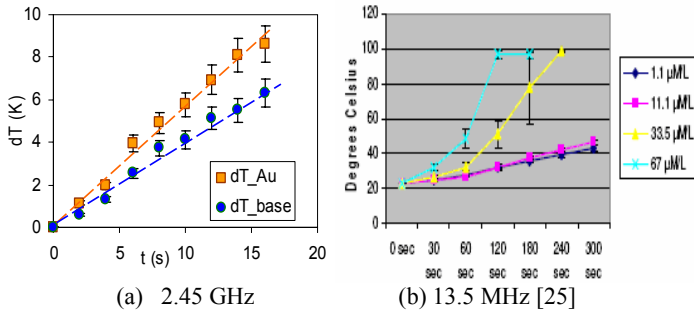 10
8
6
4
2
0
dT (K)
0
5
10
15
20
t (s)
dT_Au
dT_base
(a) 2.45 GHz
120
100
80
60
40
20
0
Degrees Celsius
0 sec
30 sec
60 sec
120 sec
180 sec
240 sec
300 sec
1.1 µM/L
11.1 µM/L
33.5 µM/L
67 µM/L
(b) 13.5 MHz [25]